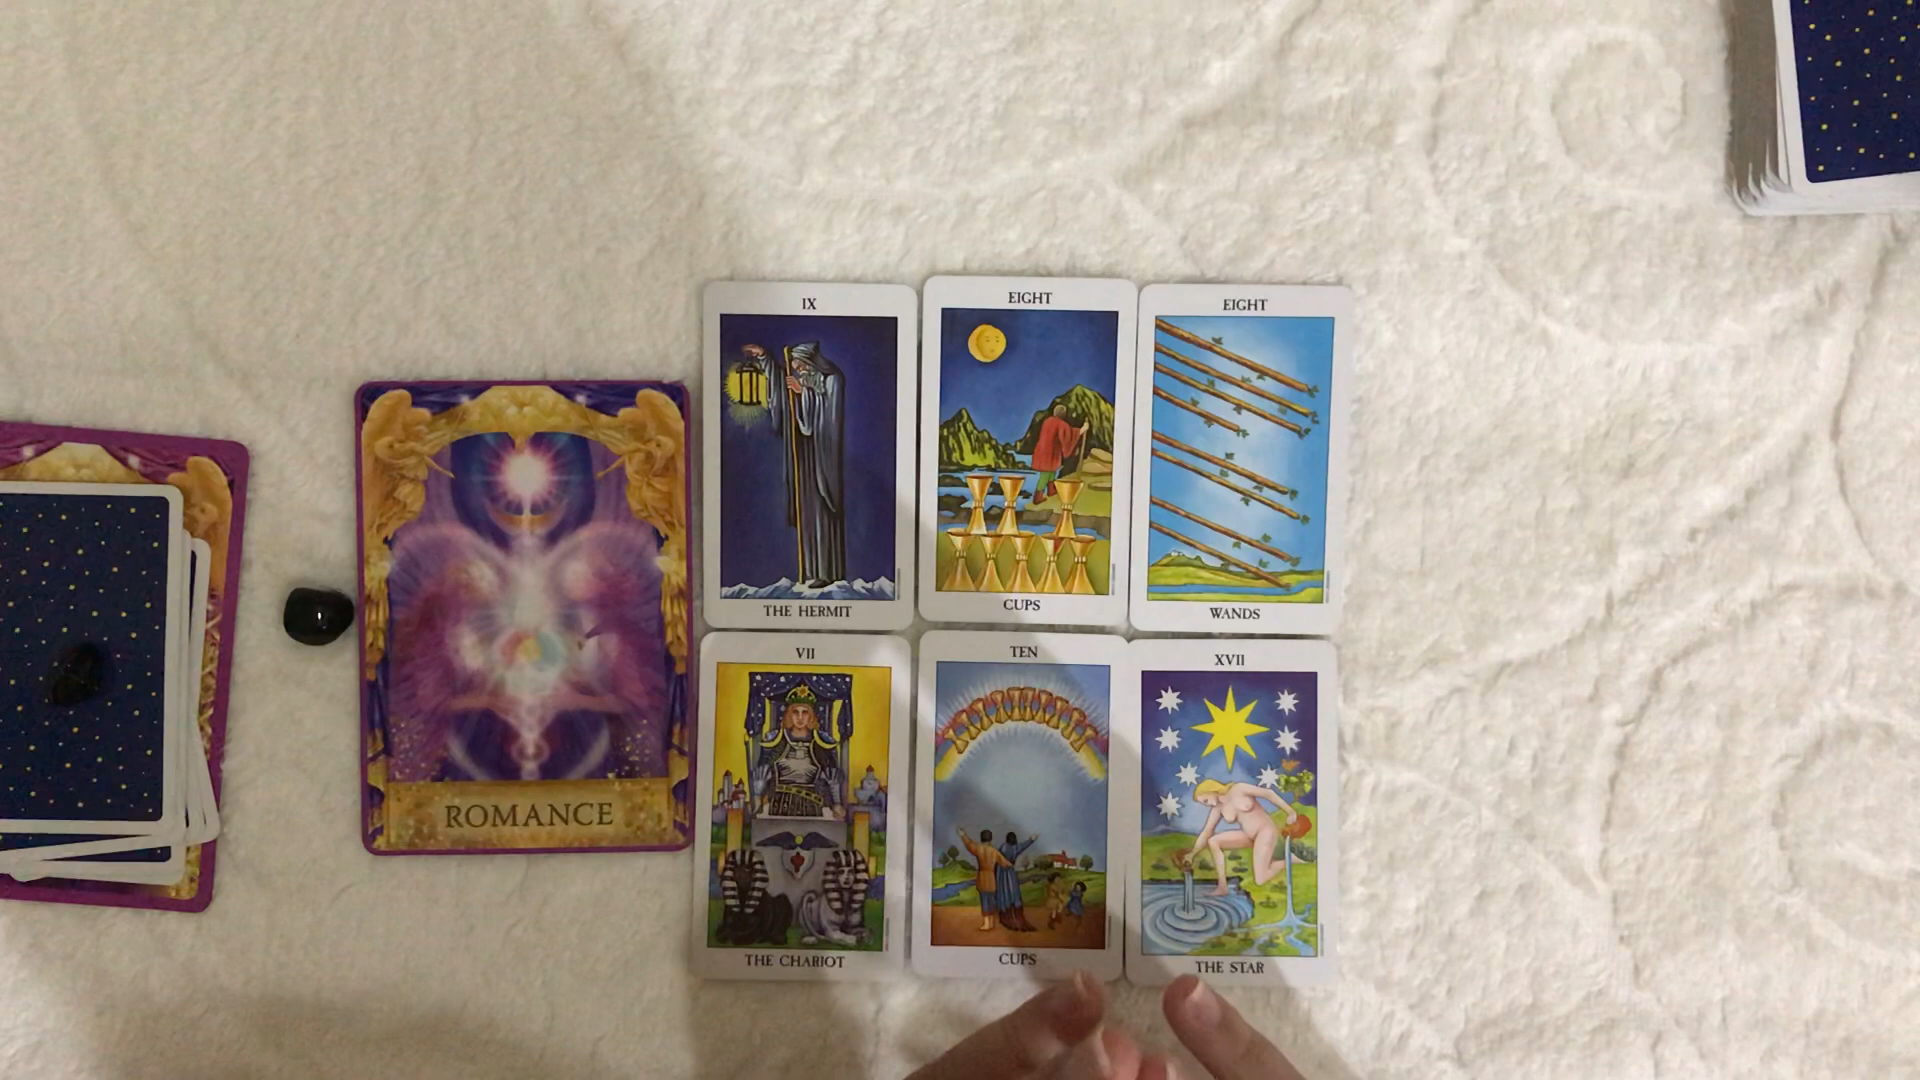 IX
THE HERMIT
EIGHT
CUPS
EIGHT
WANDS
ROMANCE
VII
THE CHARIOT
TEN
CUPS
XVII
THE STAR